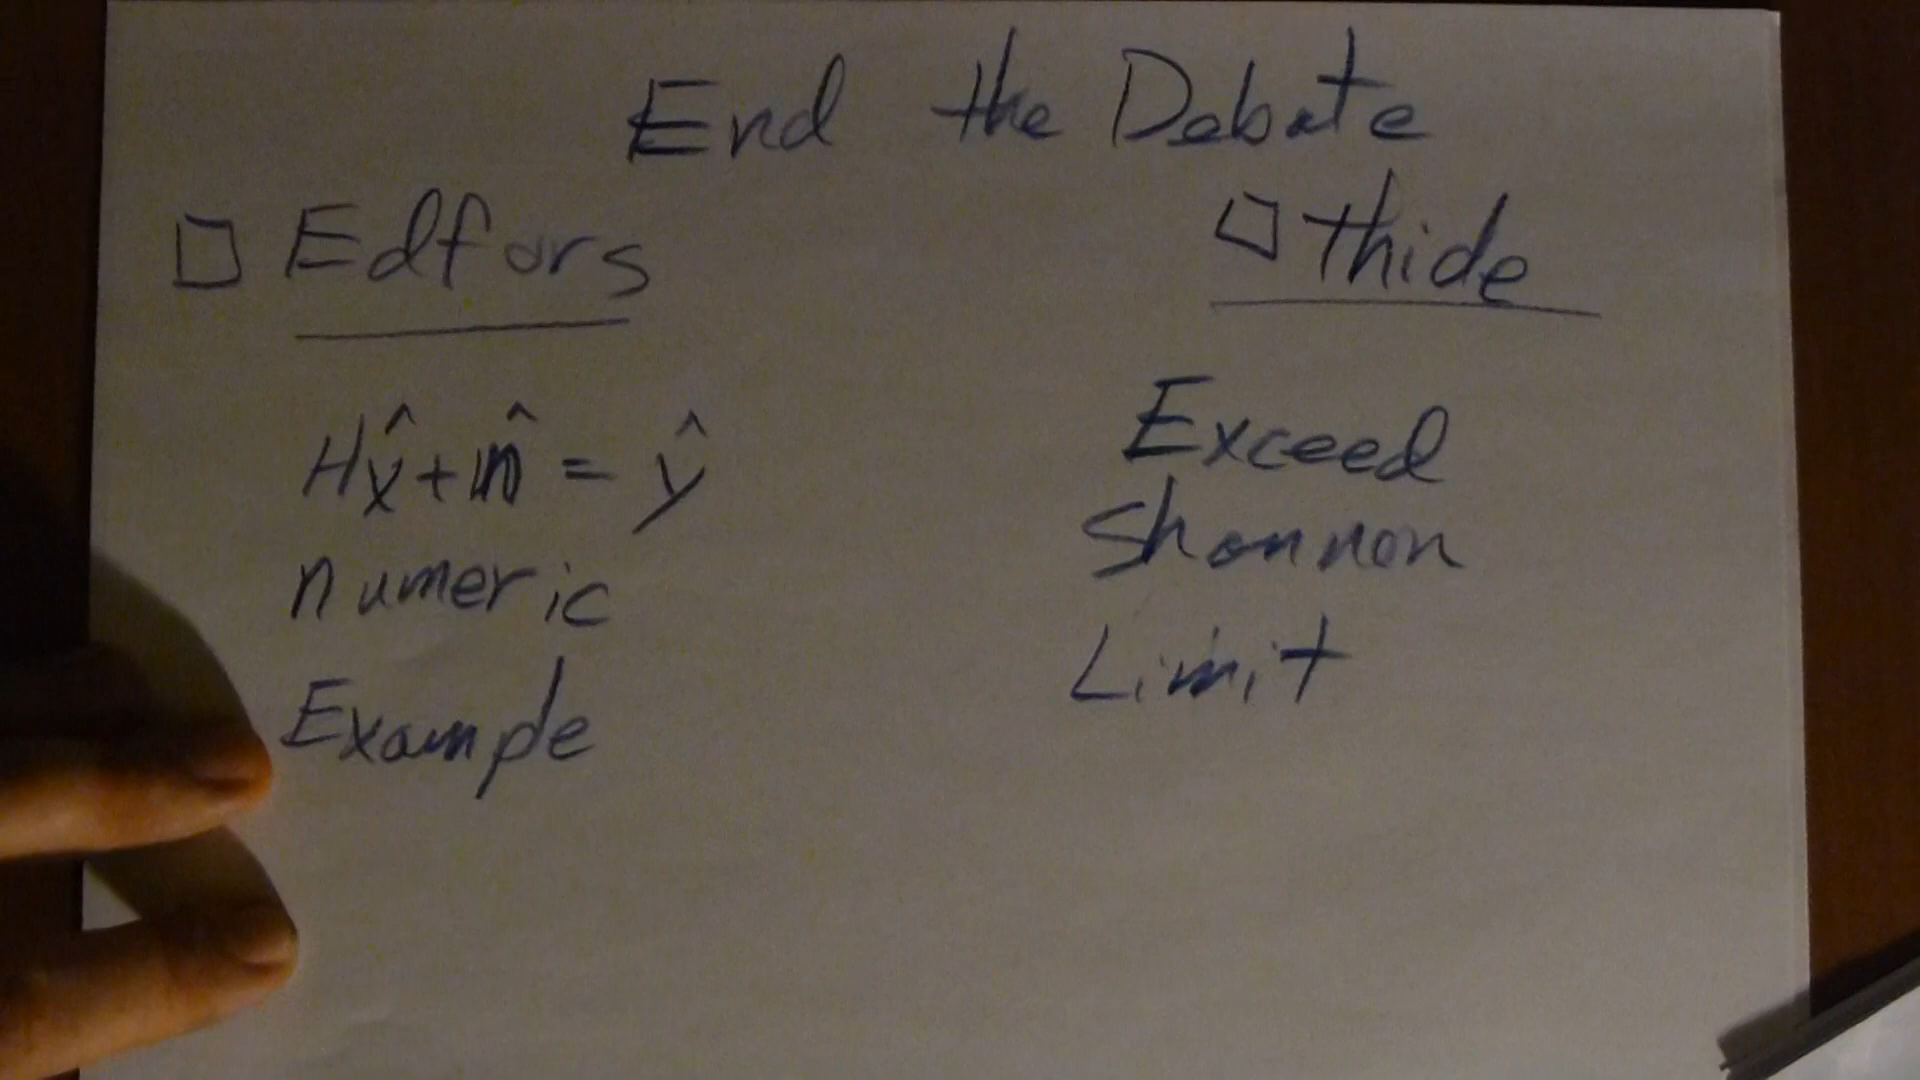 End the Debate
□ Edfors
Hx̂+n̂ = ŷ
numeric
Example
□ thide
Exceed
Shannon
Limit